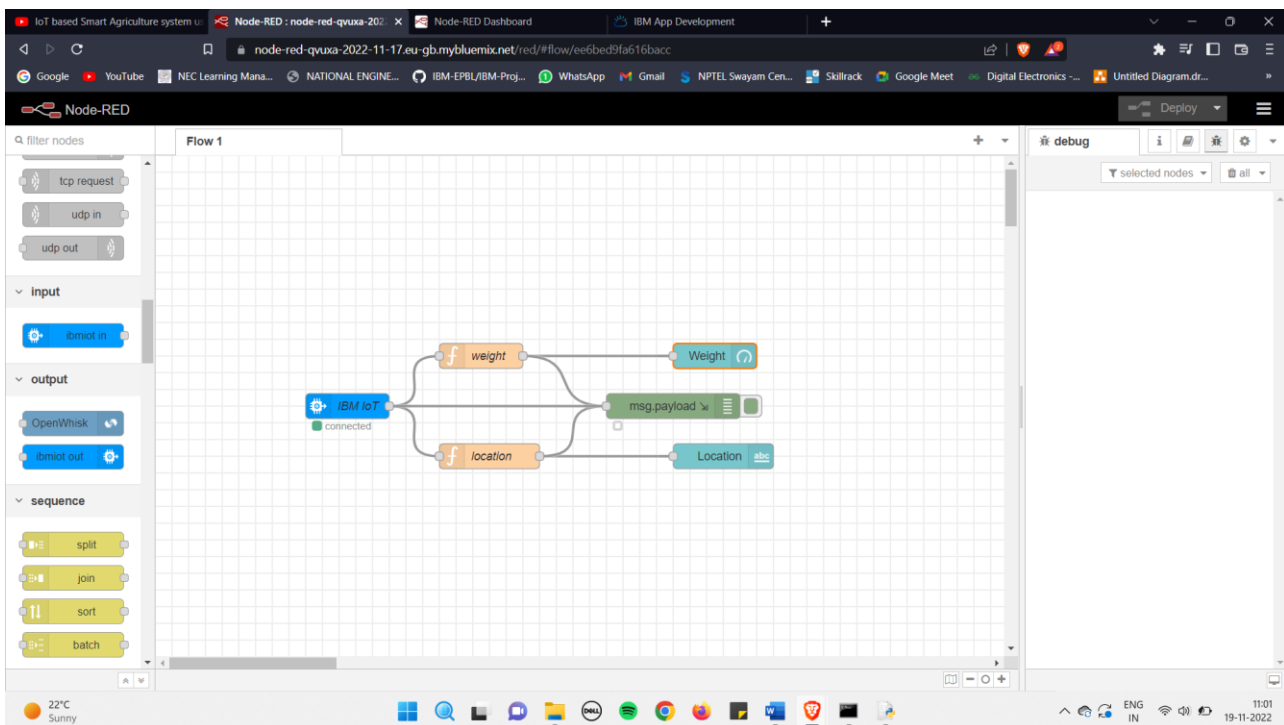 IoT based Smart Agriculture system us
Node-RED : node-red-qvuxa-202
Node-RED Dashboard
IBM App Development
node-red-qvuxa-2022-11-17.eu-gb.mybluemix.net/red/#flow/ee6bed9fa616bacc
Google
YouTube
NEC Learning Mana...
NATIONAL ENGINE...
IBM-EPBL/IBM-Proj...
WhatsApp
Gmail
NPTEL Swayam Cen...
Skillrack
Google Meet
Digital Electronics -...
Untitled Diagram.dr...
»
Node-RED
Deploy
filter nodes
Flow 1
debug
i
selected nodes
all
tcp request
udp in
udp out
input
ibmiot in
output
OpenWhisk
ibmiot out
sequence
split
join
sort
batch
f weight
Weight
IBM IoT
connected
msg.payload
f location
Location abc
22°C
Sunny
DELL
W
ENG
IN
11:01
19-11-2022